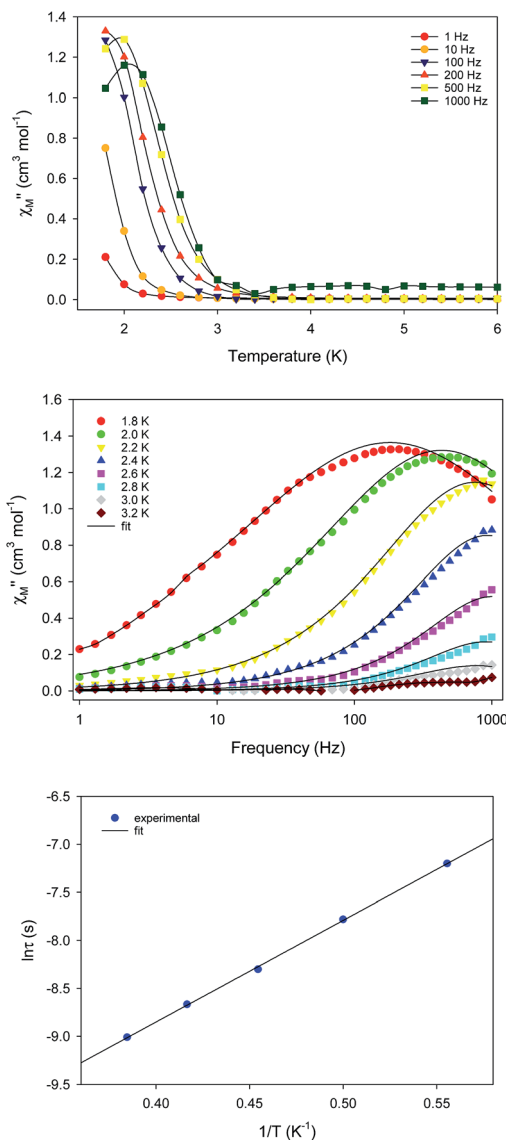 1.4
1.2
1.0
0.8
0.6
0.4
0.2
0.0
χM'' (cm³ mol⁻¹)
1 Hz
10 Hz
100 Hz
200 Hz
500 Hz
1000 Hz
2 3 4 5 6
Temperature (K)
1.6
1.4
1.2
1.0
0.8
0.6
0.4
0.2
0.0
χM'' (cm³ mol⁻¹)
1.8 K
2.0 K
2.2 K
2.4 K
2.6 K
2.8 K
3.0 K
3.2 K
fit
1 10 100 1000
Frequency (Hz)
-6.5
-7.0
-7.5
-8.0
-8.5
-9.0
-9.5
lnτ (s)
experimental
fit
0.40 0.45 0.50 0.55
1/T (K⁻¹)